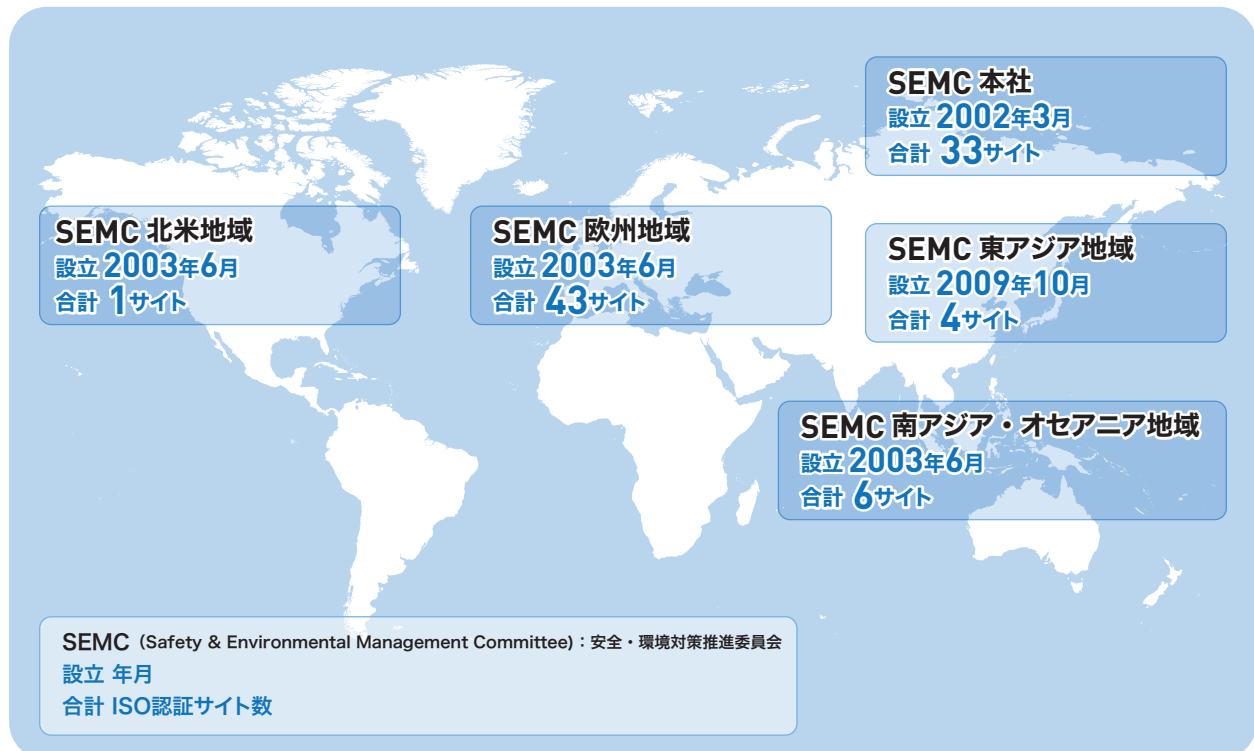 SEMC 本社
設立 2002年3月
合計 33サイト
SEMC 北米地域
設立 2003年6月
合計 1サイト
SEMC 欧州地域
設立 2003年6月
合計 43サイト
SEMC 東アジア地域
設立 2009年10月
合計 4サイト
SEMC 南アジア・オセアニア地域
設立 2003年6月
合計 6サイト
SEMC（Safety & Environmental Management Committee）：安全・環境対策推進委員会
設立 年月
合計 ISO認証サイト数